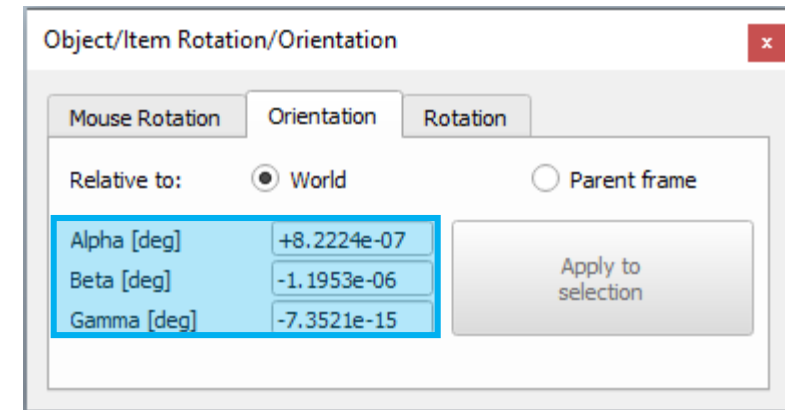 Object/Item Rotation/Orientation
x
Mouse Rotation Orientation Rotation
Relative to: World Parent frame
Alpha [deg] +8.2224e-07
Beta [deg] -1.1953e-06
Gamma [deg] -7.3521e-15
Apply to
selection